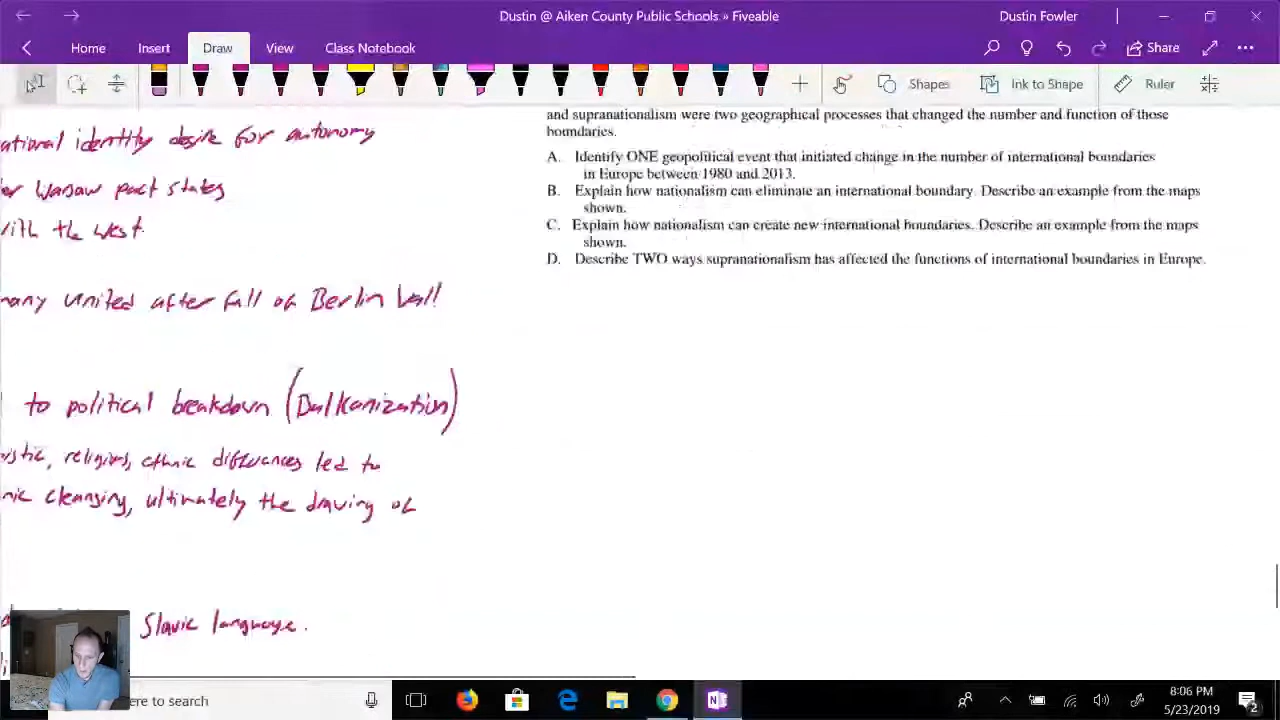 Dustin @ Aiken County Public Schools » Fiveable
Dustin Fowler
Home Insert Draw View Class Notebook
Share
Shapes Ink to Shape Ruler
ational identity desire for autonomy
er Warsaw pact states
with the west.
many united after fall of Berlin Wall
to political breakdown (Balkanization)
istic, religious, ethnic differences led to
nic cleansing, ultimately the drawing of
Slavic language.
and supranationalism were two geographical processes that changed the number and function of those
boundaries.
A. Identify ONE geopolitical event that initiated change in the number of international boundaries
in Europe between 1980 and 2013.
B. Explain how nationalism can eliminate an international boundary. Describe an example from the maps
shown.
C. Explain how nationalism can create new international boundaries. Describe an example from the maps
shown.
D. Describe TWO ways supranationalism has affected the functions of international boundaries in Europe.
ere to search
8:06 PM
5/23/2019
2